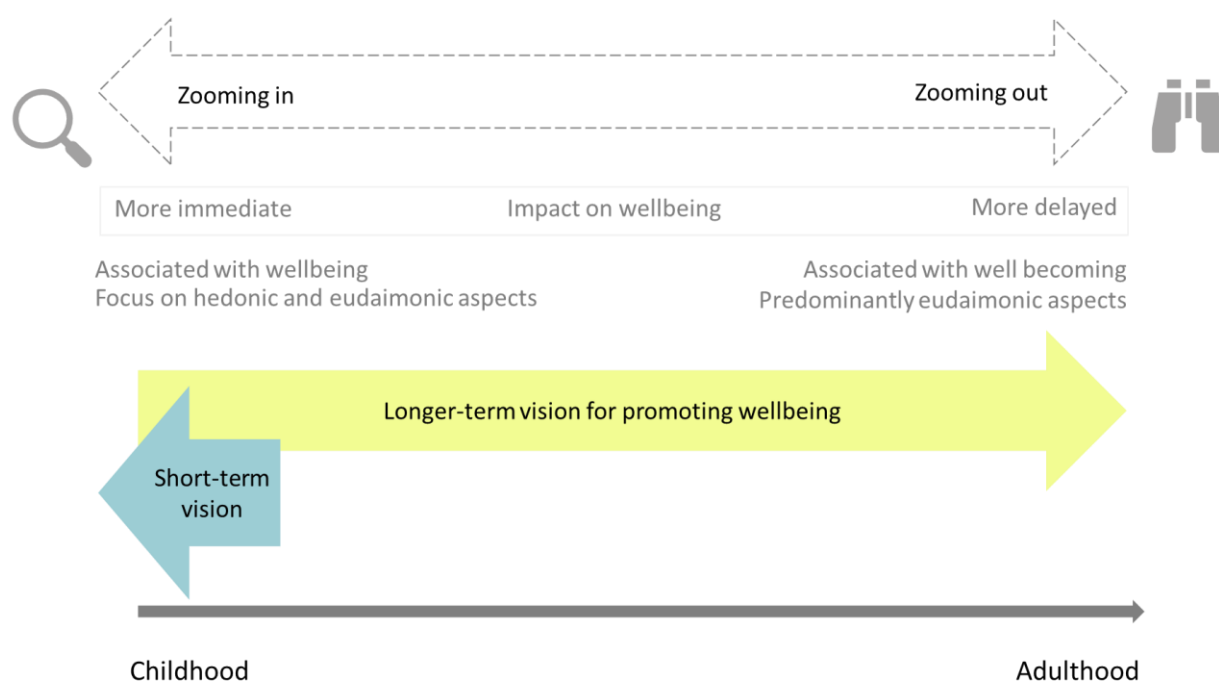 Zooming in
Zooming out
More immediate
Impact on wellbeing
More delayed
Associated with wellbeing
Focus on hedonic and eudaimonic aspects
Associated with well becoming
Predominantly eudaimonic aspects
Longer-term vision for promoting wellbeing
Short-term
vision
Childhood
Adulthood